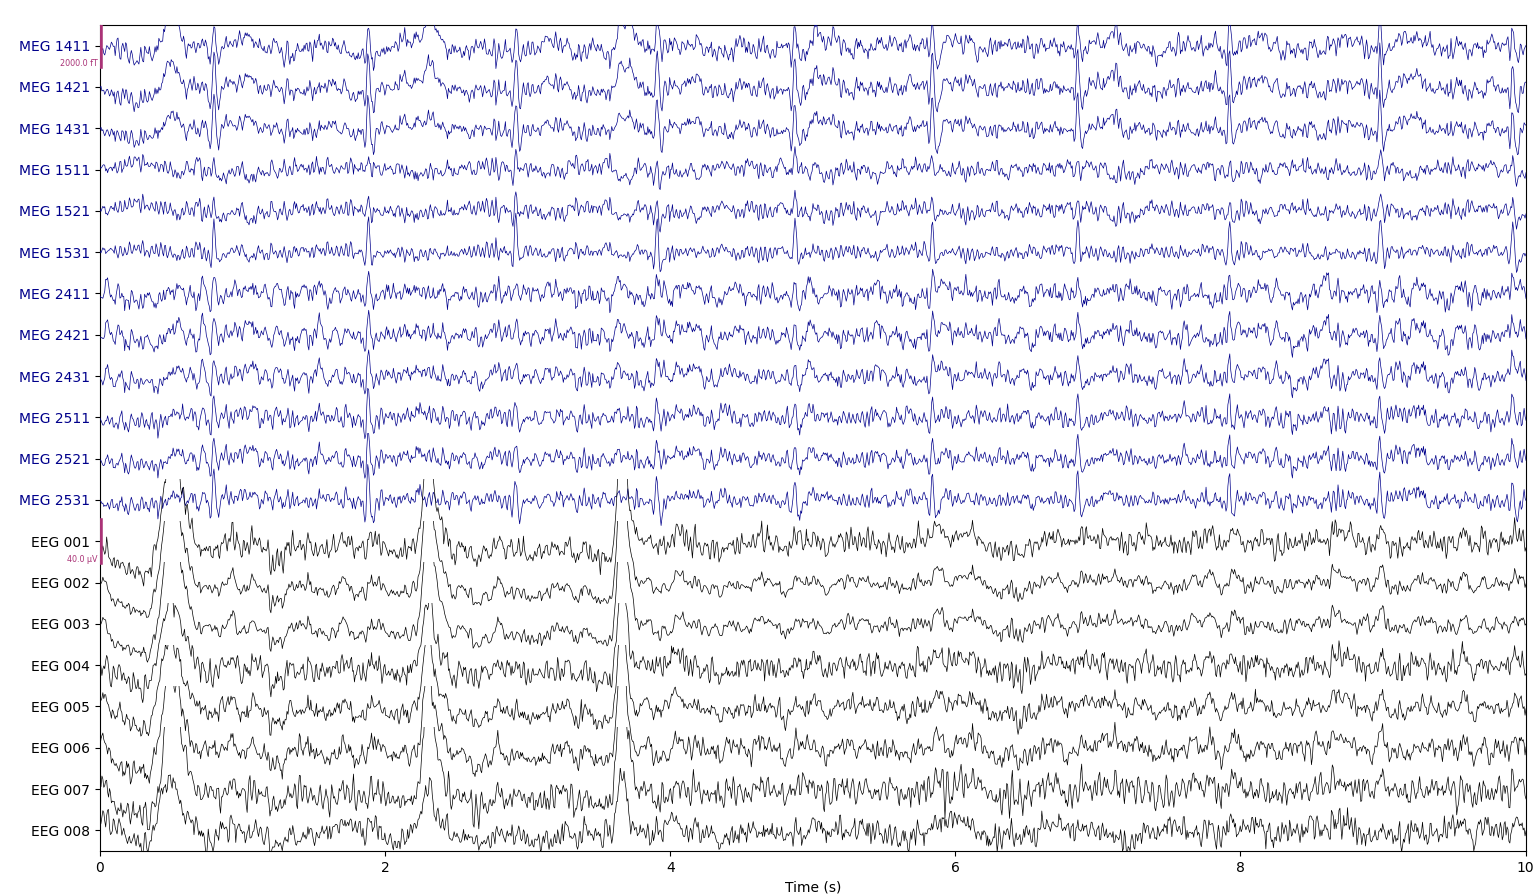 MEG 1411
2000.0 fT
MEG 1421
MEG 1431
MEG 1511
MEG 1521
MEG 1531
MEG 2411
MEG 2421
MEG 2431
MEG 2511
MEG 2521
MEG 2531
EEG 001
40.0 µV
EEG 002
EEG 003
EEG 004
EEG 005
EEG 006
EEG 007
EEG 008
0 2 4 6 8 10
Time (s)